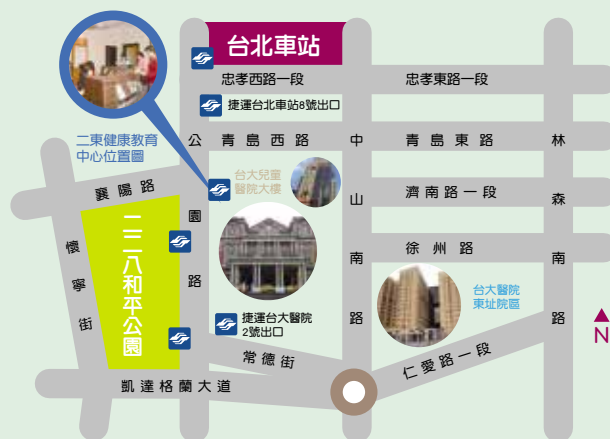 台北車站
忠孝西路一段
忠孝東路一段
捷運台北車站8號出口
二東健康教育
中心位置圖
公園路
青島西路
中山南路
青島東路
林森南路
台大兒童
醫院大樓
襄陽路
濟南路一段
二二八和平公園
懷寧街
徐州路
台大醫院
東址院區
捷運台大醫院
2號出口
常德街
仁愛路一段
凱達格蘭大道
N